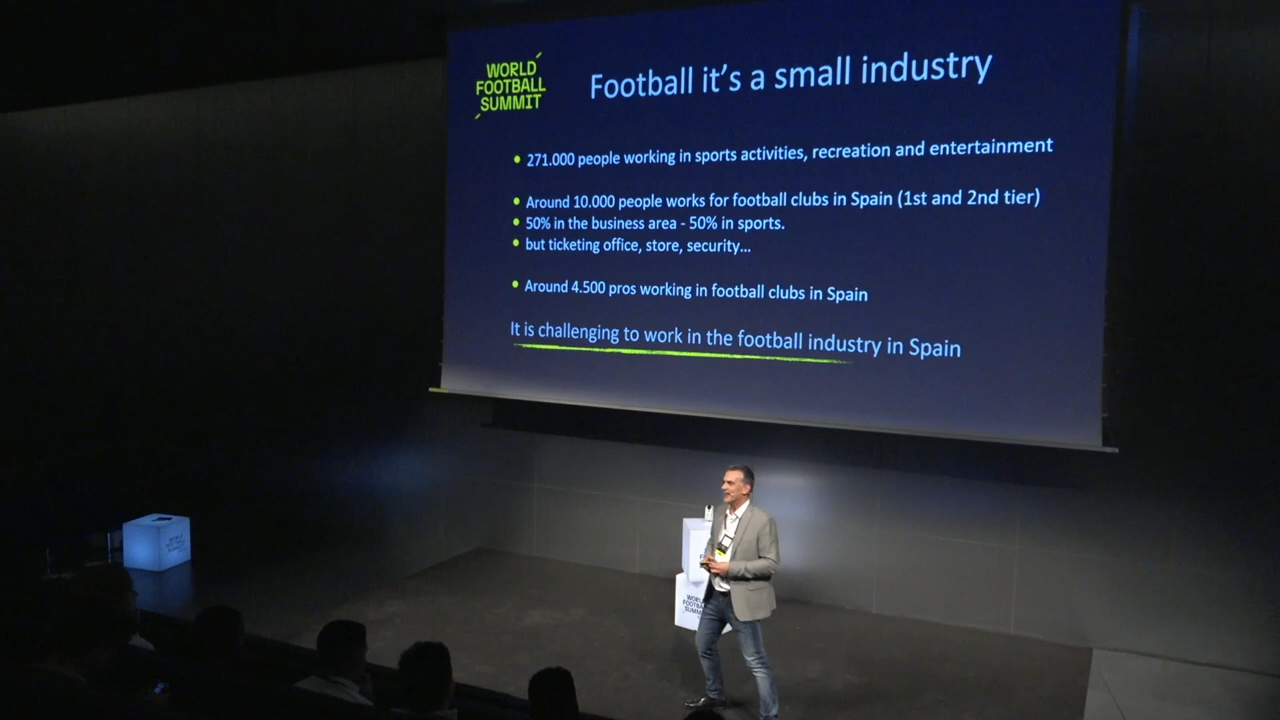 WORLD
FOOTBALL
SUMMIT
Football it's a small industry
271.000 people working in sports activities, recreation and entertainment
Around 10.000 people works for football clubs in Spain (1st and 2nd tier)
50% in the business area - 50% in sports.
but ticketing office, store, security...
Around 4.500 pros working in football clubs in Spain
It is challenging to work in the football industry in Spain
WORLD
FOOTBALL
SUMMIT